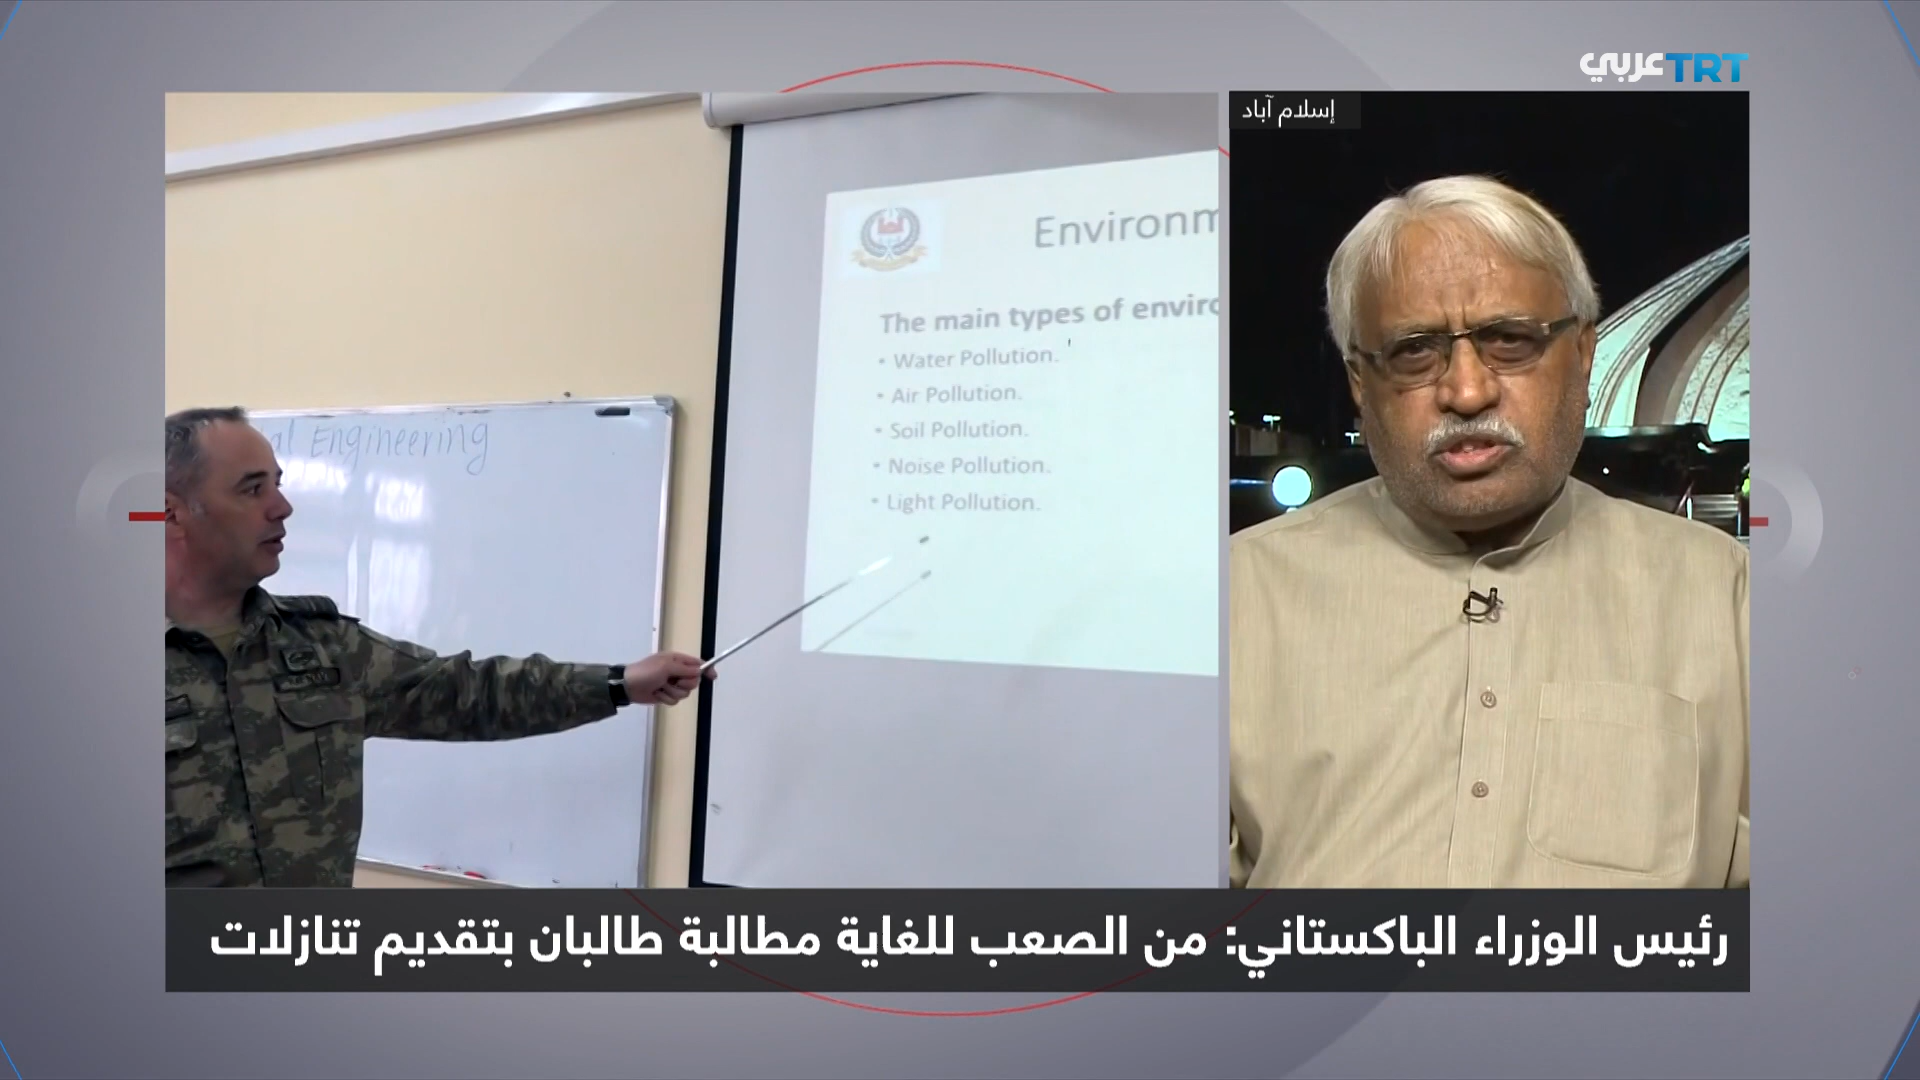 TRT عربي
إسلام آباد
Environm
The main types of enviro
• Water Pollution.
• Air Pollution.
• Soil Pollution.
• Noise Pollution.
• Light Pollution.
al Engineering
رئيس الوزراء الباكستاني: من الصعب للغاية مطالبة طالبان بتقديم تنازلات